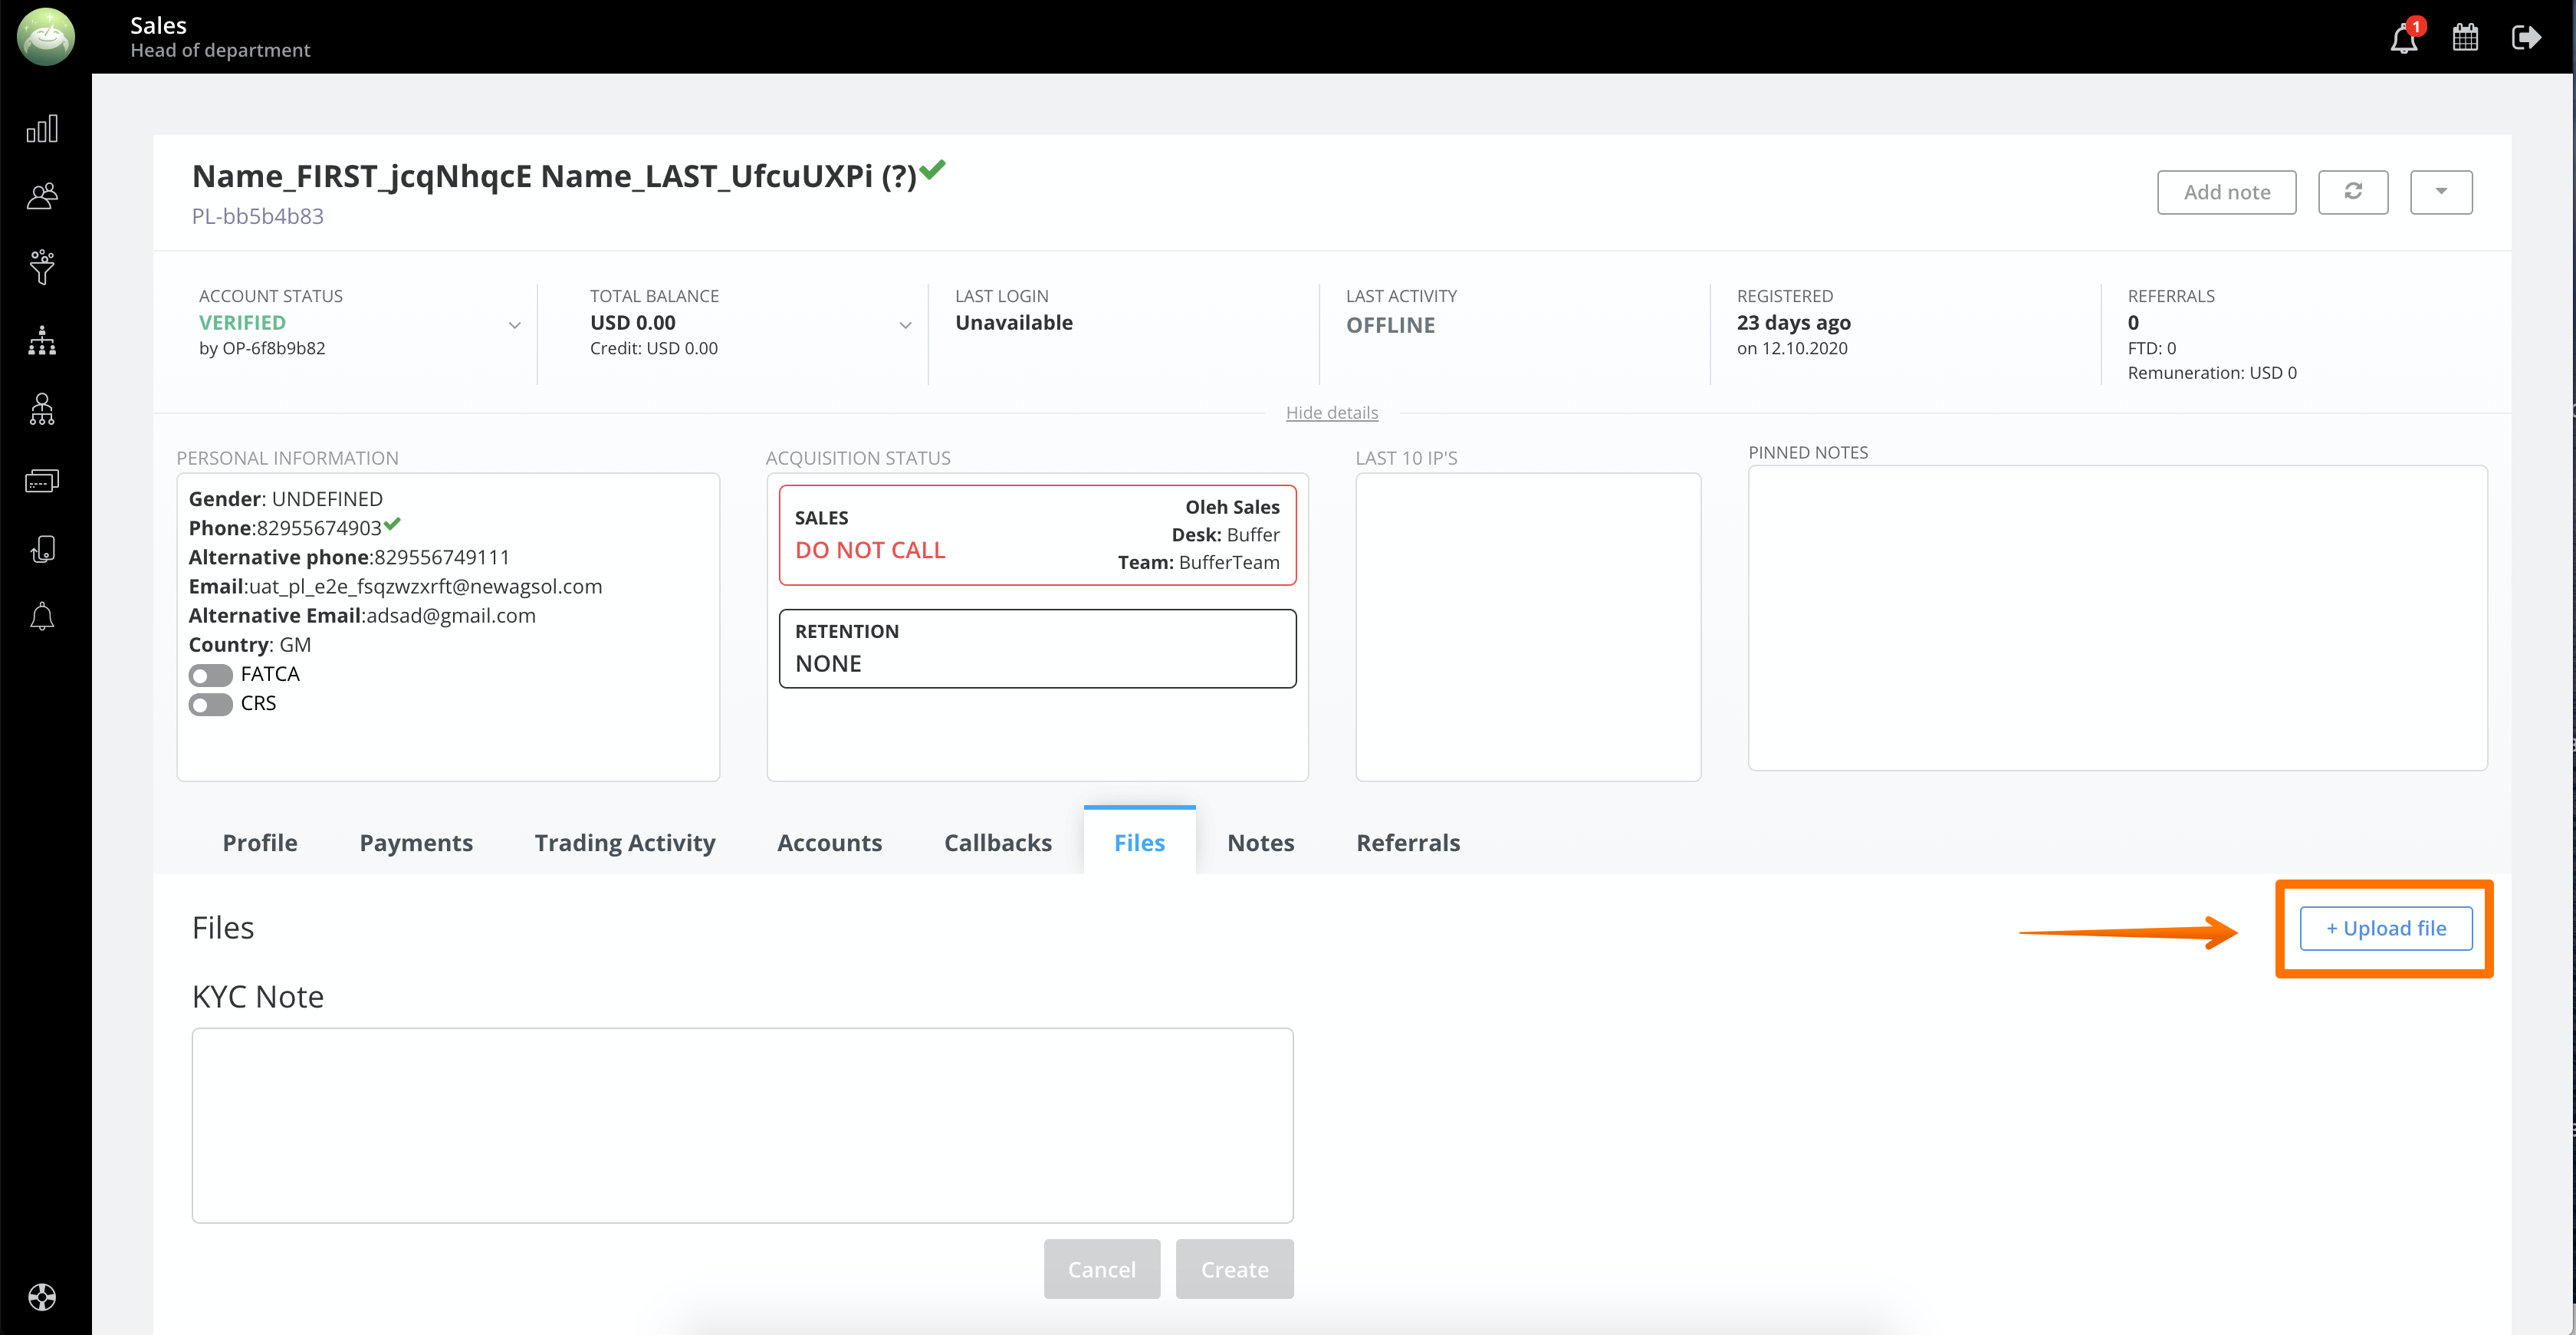 Sales
Head of department
1
Name_FIRST_jcqNhqcE Name_LAST_UfcuUXPi (?)
PL-bb5b4b83
Add note
ACCOUNT STATUS
VERIFIED
by OP-6f8b9b82
TOTAL BALANCE
USD 0.00
Credit: USD 0.00
LAST LOGIN
Unavailable
LAST ACTIVITY
OFFLINE
REGISTERED
23 days ago
on 12.10.2020
REFERRALS
0
FTD: 0
Remuneration: USD 0
Hide details
PERSONAL INFORMATION
Gender: UNDEFINED
Phone:82955674903
Alternative phone:829556749111
Email:uat_pl_e2e_fsqzwzxrft@newagsol.com
Alternative Email:adsad@gmail.com
Country: GM
FATCA
CRS
ACQUISITION STATUS
SALES
DO NOT CALL
Oleh Sales
Desk: Buffer
Team: BufferTeam
RETENTION
NONE
LAST 10 IP'S
PINNED NOTES
Profile
Payments
Trading Activity
Accounts
Callbacks
Files
Notes
Referrals
Files
+ Upload file
KYC Note
Cancel
Create